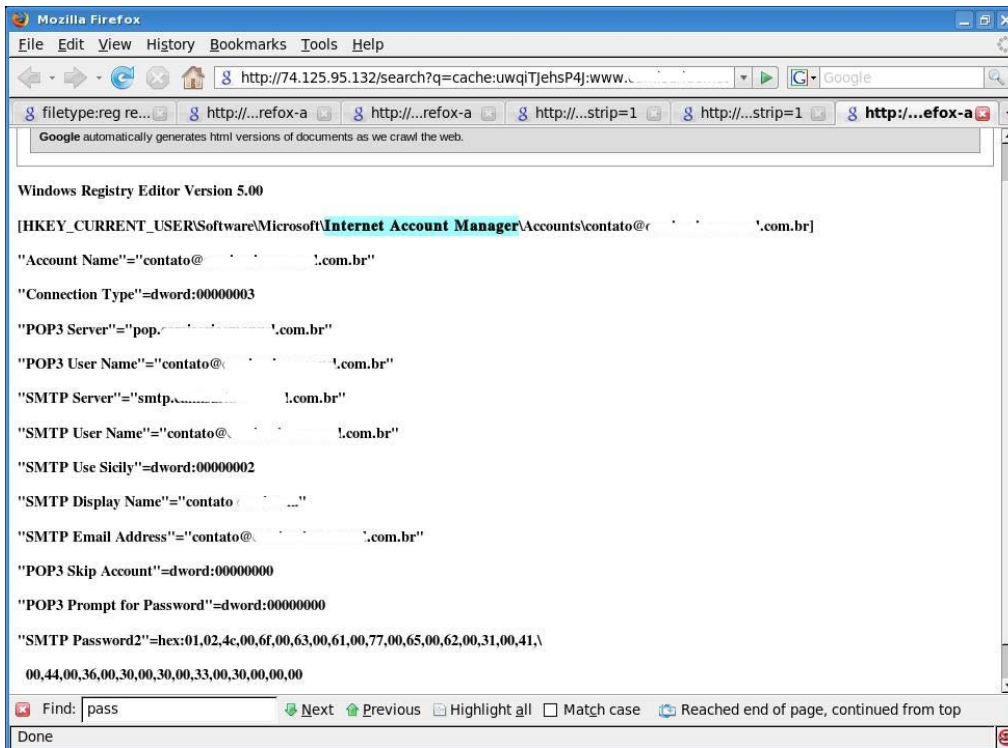 Mozilla Firefox
File Edit View History Bookmarks Tools Help
http://74.125.95.132/search?q=cache:uwqiTJehsP4J:www. Google
filetype:reg re... http://...refox-a http://...refox-a http://...strip=1 http://...strip=1 http:/...efox-a
Google automatically generates html versions of documents as we crawl the web.
Windows Registry Editor Version 5.00
[HKEY_CURRENT_USER\Software\Microsoft\Internet Account Manager\Accounts\contato@ .com.br]
"Account Name"="contato@ .com.br"
"Connection Type"=dword:00000003
"POP3 Server"="pop. .com.br"
"POP3 User Name"="contato@ .com.br"
"SMTP Server"="smtp. .com.br"
"SMTP User Name"="contato@ .com.br"
"SMTP Use Sicily"=dword:00000002
"SMTP Display Name"="contato ..."
"SMTP Email Address"="contato@ .com.br"
"POP3 Skip Account"=dword:00000000
"POP3 Prompt for Password"=dword:00000000
"SMTP Password2"=hex:01,02,4c,00,6f,00,63,00,61,00,77,00,65,00,62,00,31,00,41,\
00,44,00,36,00,30,00,30,00,33,00,30,00,00,00
Find: pass Next Previous Highlight all Match case Reached end of page, continued from top
Done